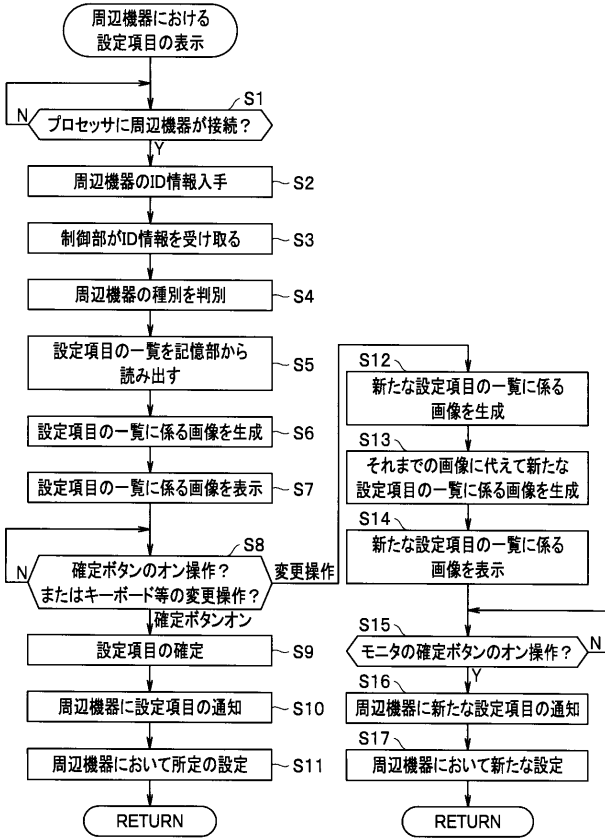 周辺機器における
設定項目の表示
S1
N
プロセッサに周辺機器が接続？
Y
周辺機器のID情報入手
S2
制御部がID情報を受け取る
S3
周辺機器の種別を判別
S4
設定項目の一覧を記憶部から
読み出す
S5
設定項目の一覧に係る画像を生成
S6
設定項目の一覧に係る画像を表示
S7
S8
N
確定ボタンのオン操作？
またはキーボード等の変更操作？
変更操作
確定ボタンオン
設定項目の確定
S9
周辺機器に設定項目の通知
S10
周辺機器において所定の設定
S11
RETURN
S12
新たな設定項目の一覧に係る
画像を生成
S13
それまでの画像に代えて新たな
設定項目の一覧に係る画像を生成
S14
新たな設定項目の一覧に係る
画像を表示
S15
モニタの確定ボタンのオン操作？
N
Y
S16
周辺機器に新たな設定項目の通知
S17
周辺機器において新たな設定
RETURN